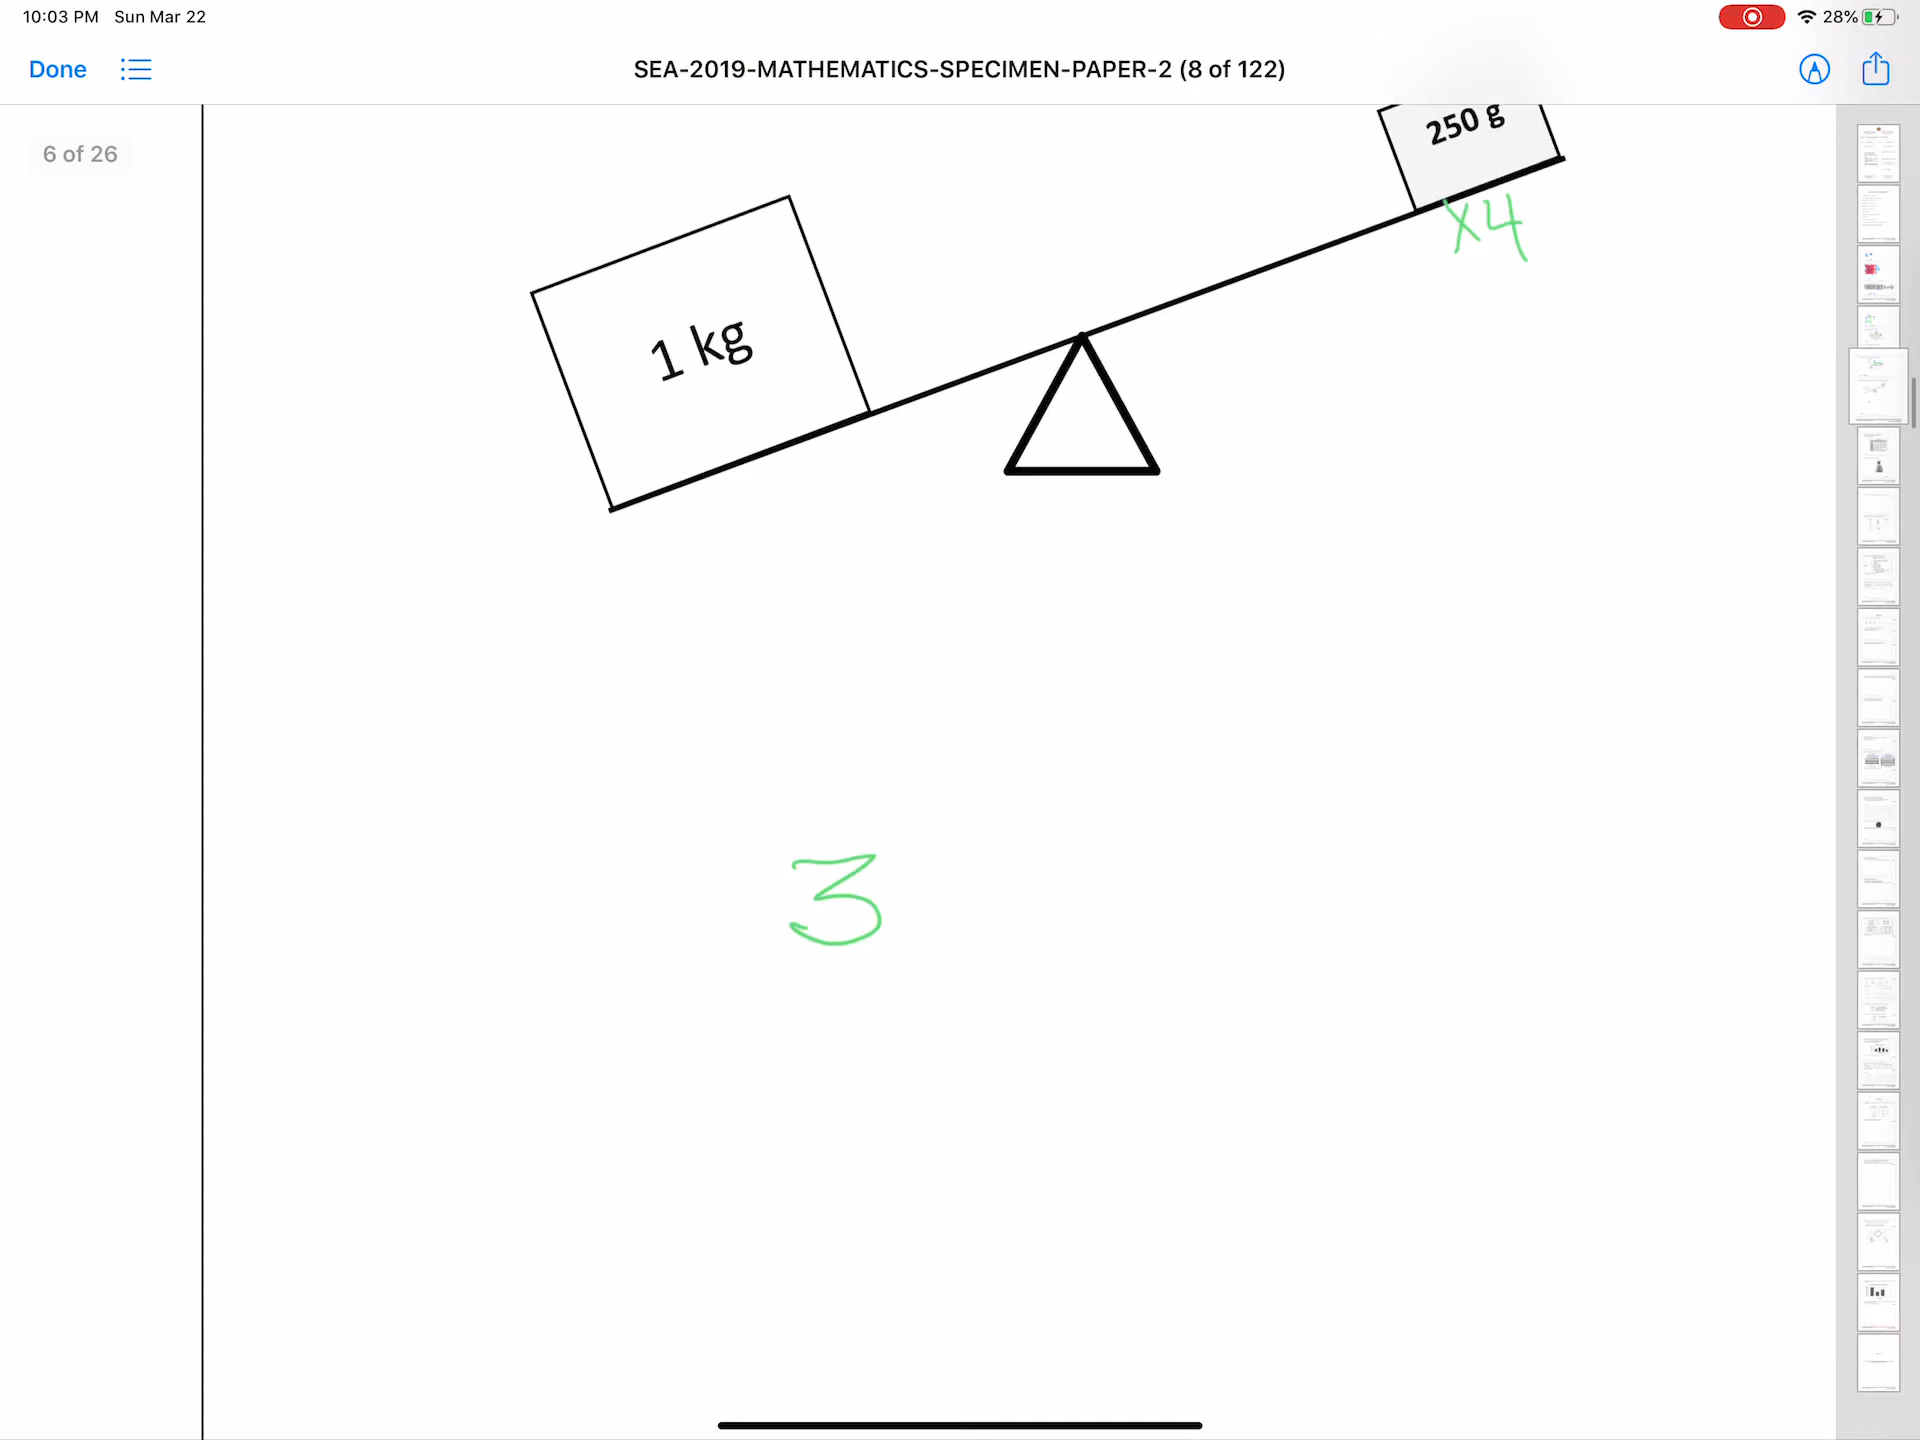 10:03 PM Sun Mar 22
28%
Done
SEA-2019-MATHEMATICS-SPECIMEN-PAPER-2 (8 of 122)
6 of 26
250 g
x4
1 kg
3